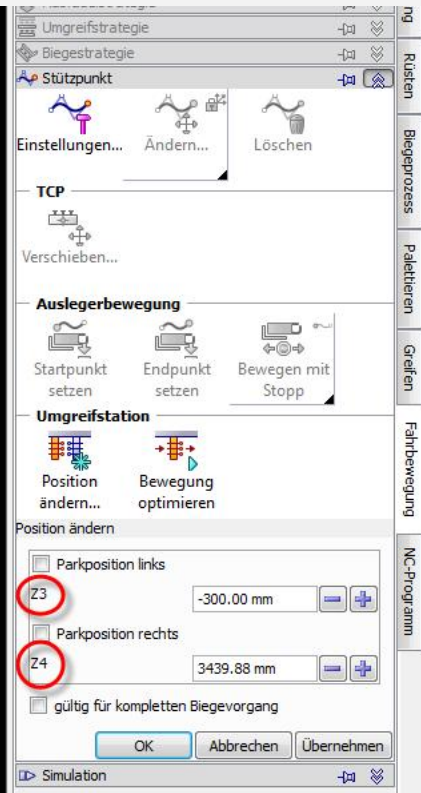 Umgreifstrategie
Biegestrategie
Stützpunkt
Einstellungen...
Ändern...
Löschen
TCP
Verschieben...
Auslegerbewegung
Startpunkt
setzen
Endpunkt
setzen
Bewegen mit
Stopp
Umgreifstation
Position
ändern...
Bewegung
optimieren
Position ändern
Parkposition links
Z3
-300.00 mm
Parkposition rechts
Z4
3439.88 mm
gültig für kompletten Biegevorgang
OK
Abbrechen
Übernehmen
Simulation
ng
Rüsten
Biegeprozess
Palettieren
Greifen
Fahrbewegung
NC-Programm